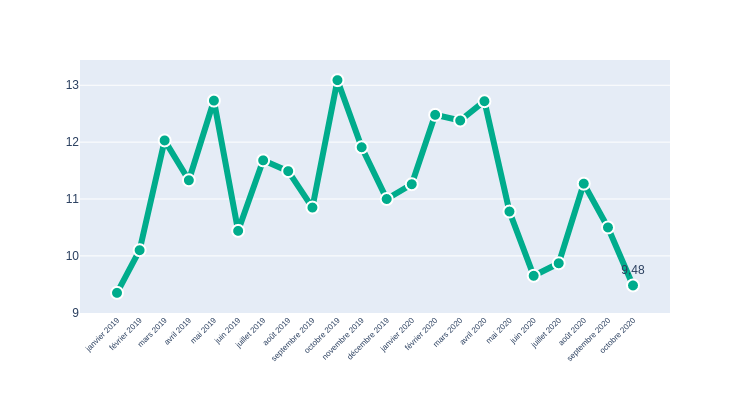 13
12
11
10
9
9.48
janvier 2019
février 2019
mars 2019
avril 2019
mai 2019
juin 2019
juillet 2019
août 2019
septembre 2019
octobre 2019
novembre 2019
décembre 2019
janvier 2020
février 2020
mars 2020
avril 2020
mai 2020
juin 2020
juillet 2020
août 2020
septembre 2020
octobre 2020